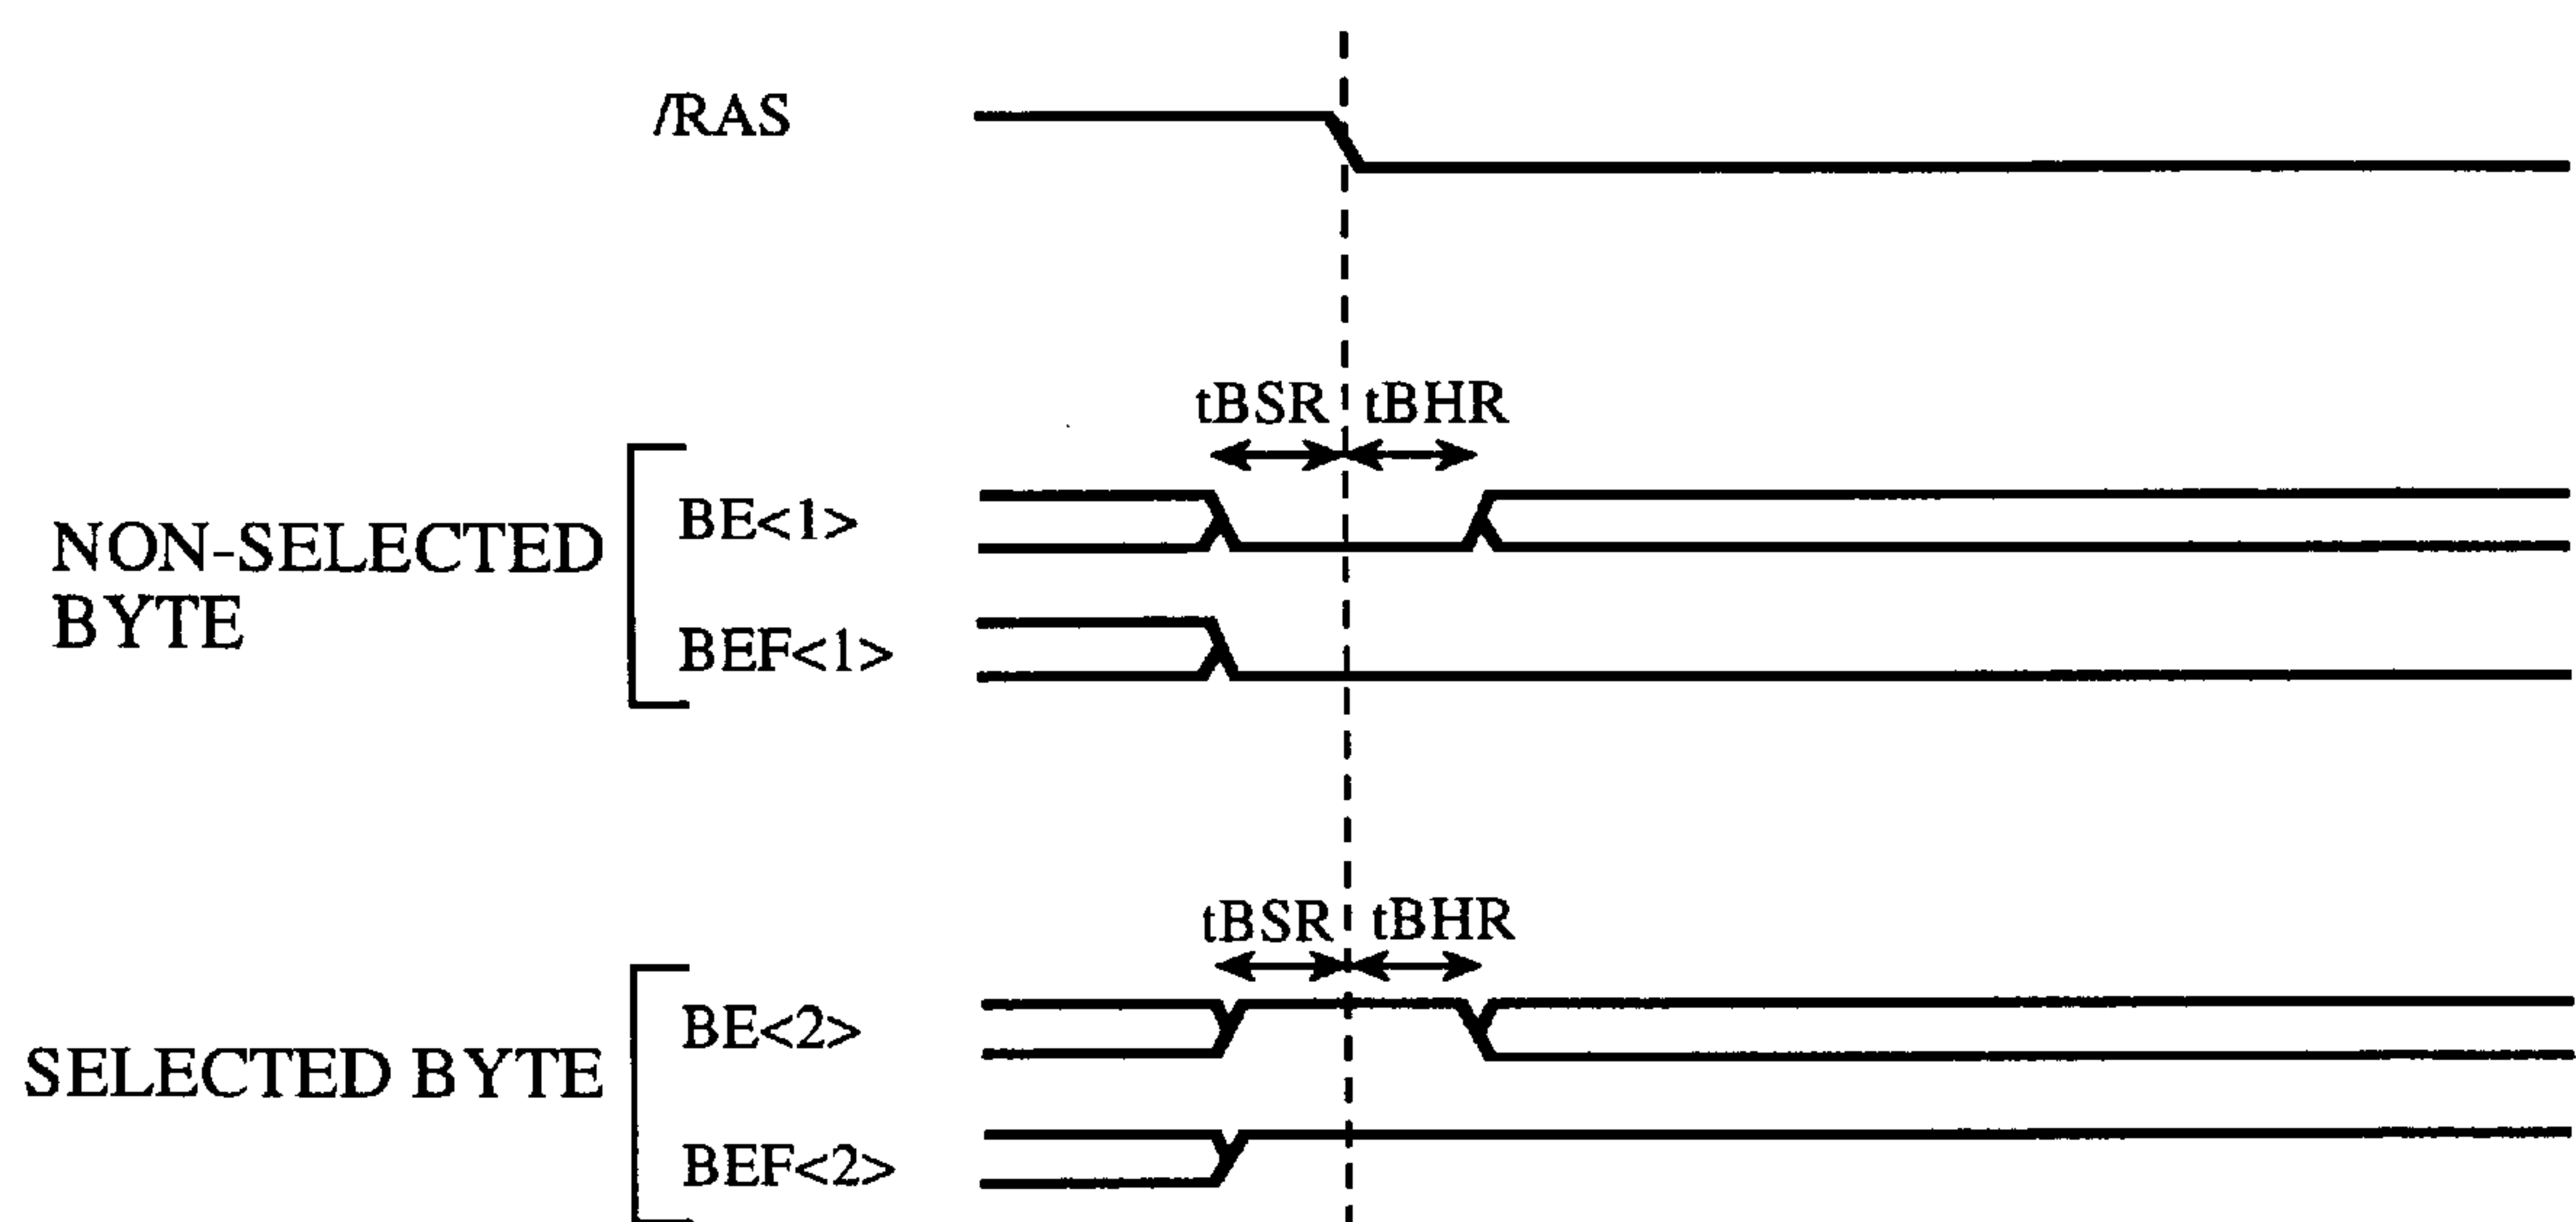 /RAS
tBSR tBHR
NON-SELECTED
BYTE
BE<1>
BEF<1>
tBSR tBHR
SELECTED BYTE
BE<2>
BEF<2>